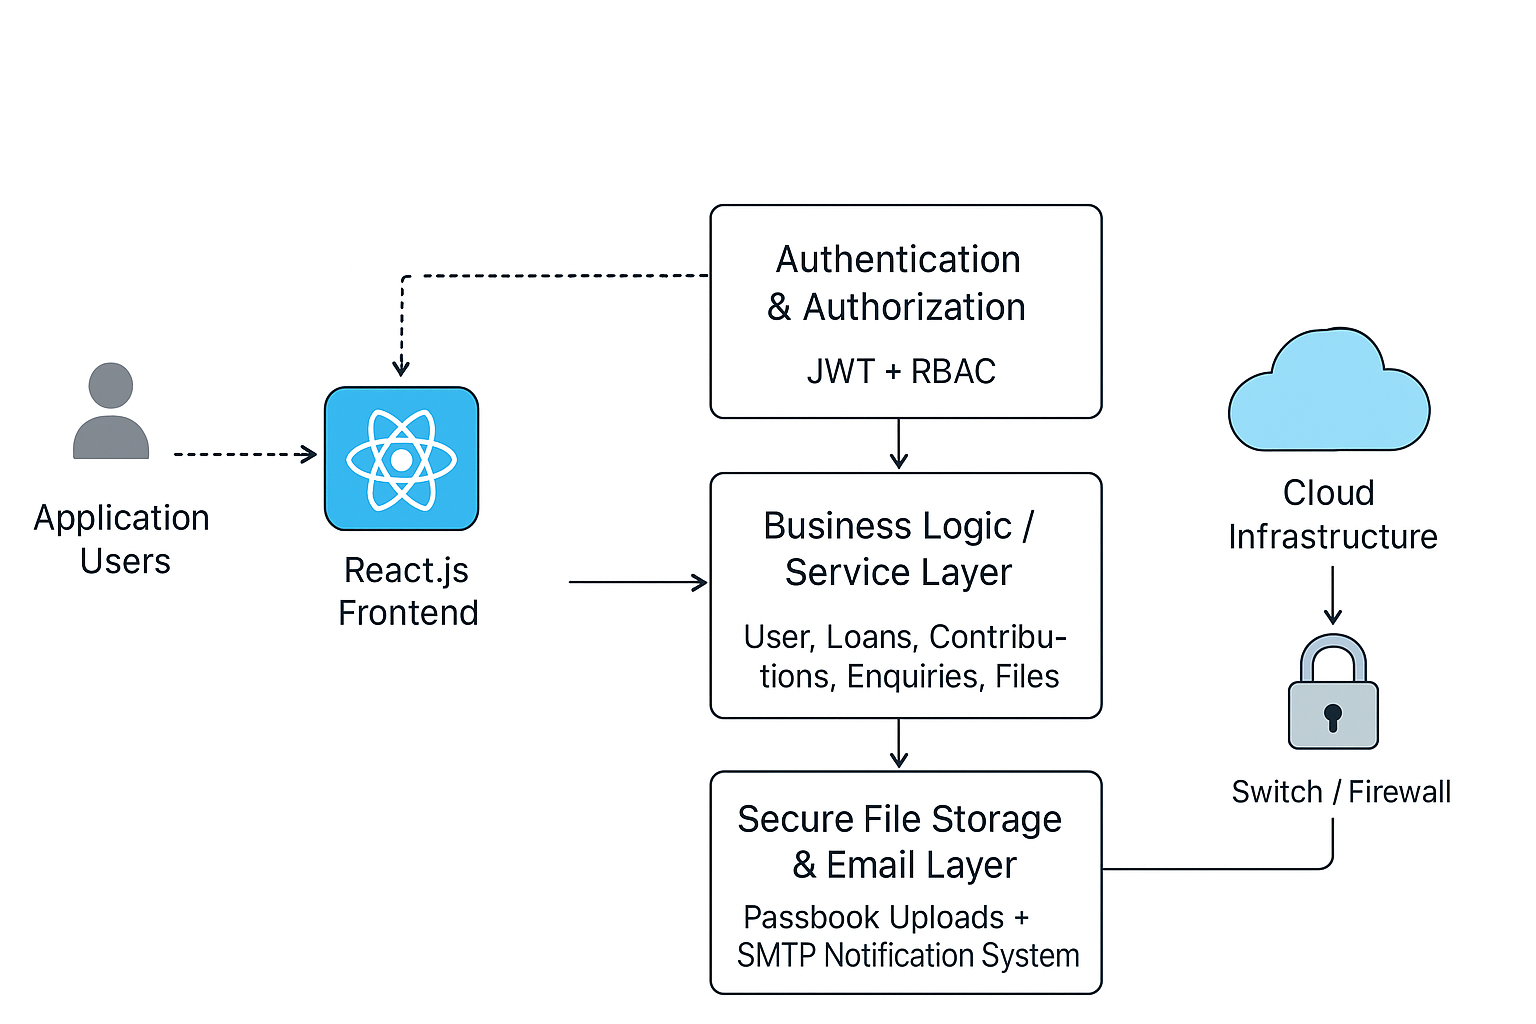 Application
Users
React.js
Frontend
Authentication
& Authorization
JWT + RBAC
Business Logic /
Service Layer
User, Loans, Contribu-
tions, Enquiries, Files
Secure File Storage
& Email Layer
Passbook Uploads +
SMTP Notification System
Cloud
Infrastructure
Switch / Firewall